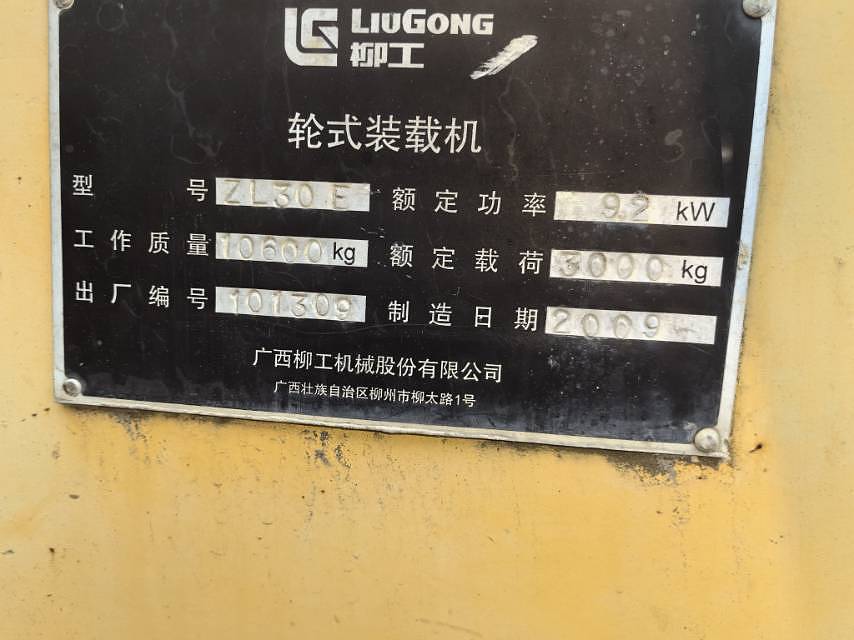 LIUGONG
柳工
轮式装载机
型 号 ZL30E 额定功率 92 kW
工作质量 10600 kg 额定载荷 3000 kg
出厂编号 101309 制造日期 2009
广西柳工机械股份有限公司
广西壮族自治区柳州市柳太路1号